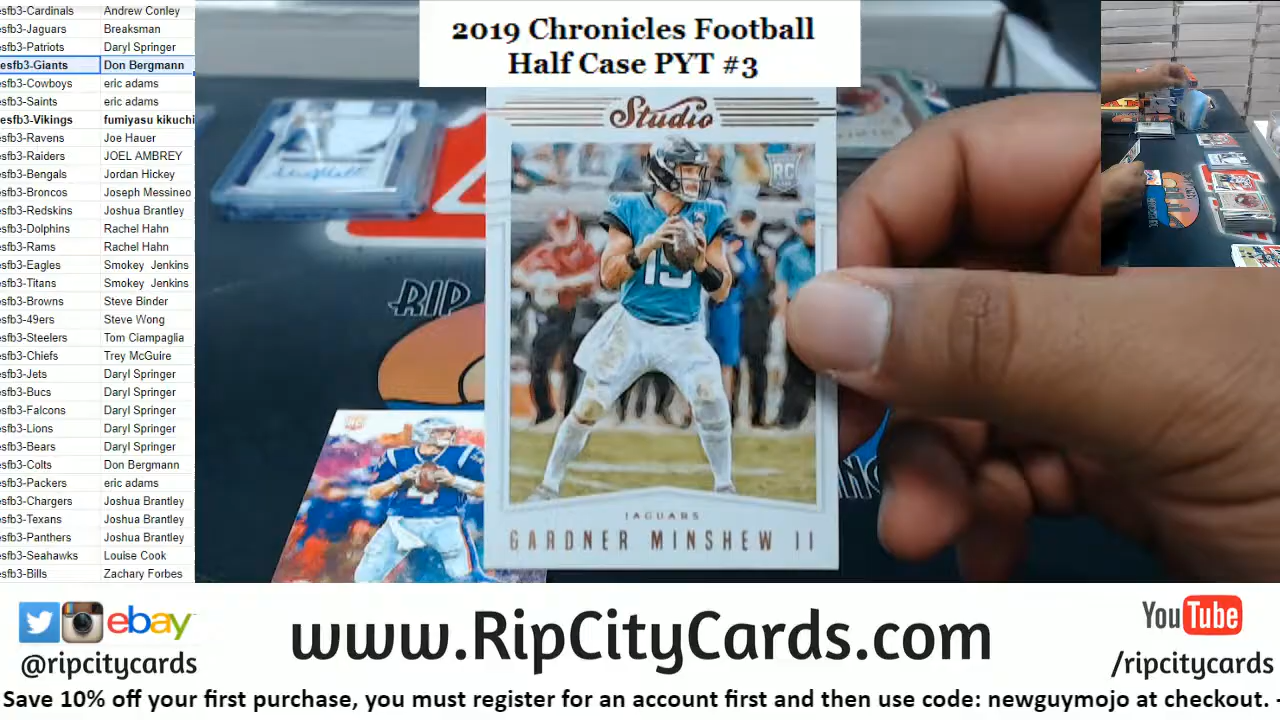 esfb3-Cardinals Andrew Conley
esfb3-Jaguars Breaksman
esfb3-Patriots Daryl Springer
esfb3-Giants Don Bergmann
esfb3-Cowboys eric adams
esfb3-Saints eric adams
esfb3-Vikings fumiyasu kikuchi
esfb3-Ravens Joe Hauer
esfb3-Raiders JOEL AMBREY
esfb3-Bengals Jordan Hickey
esfb3-Broncos Joseph Messineo
esfb3-Redskins Joshua Brantley
esfb3-Dolphins Rachel Hahn
esfb3-Rams Rachel Hahn
esfb3-Eagles Smokey Jenkins
esfb3-Titans Smokey Jenkins
esfb3-Browns Steve Binder
esfb3-49ers Steve Wong
esfb3-Steelers Tom Ciampaglia
esfb3-Chiefs Trey McGuire
esfb3-Jets Daryl Springer
esfb3-Bucs Daryl Springer
esfb3-Falcons Daryl Springer
esfb3-Lions Daryl Springer
esfb3-Bears Daryl Springer
esfb3-Colts Don Bergmann
esfb3-Packers eric adams
esfb3-Chargers Joshua Brantley
esfb3-Texans Joshua Brantley
esfb3-Panthers Joshua Brantley
esfb3-Seahawks Louise Cook
esfb3-Bills Zachary Forbes
2019 Chronicles Football
Half Case PYT #3
Studio
RC
15
JAGUARS
GARDNER MINSHEW II
RIP
RC
4
ebay
@ripcitycards
www.RipCityCards.com
YouTube
/ripcitycards
Save 10% off your first purchase, you must register for an account first and then use code: newguymojo at checkout. -